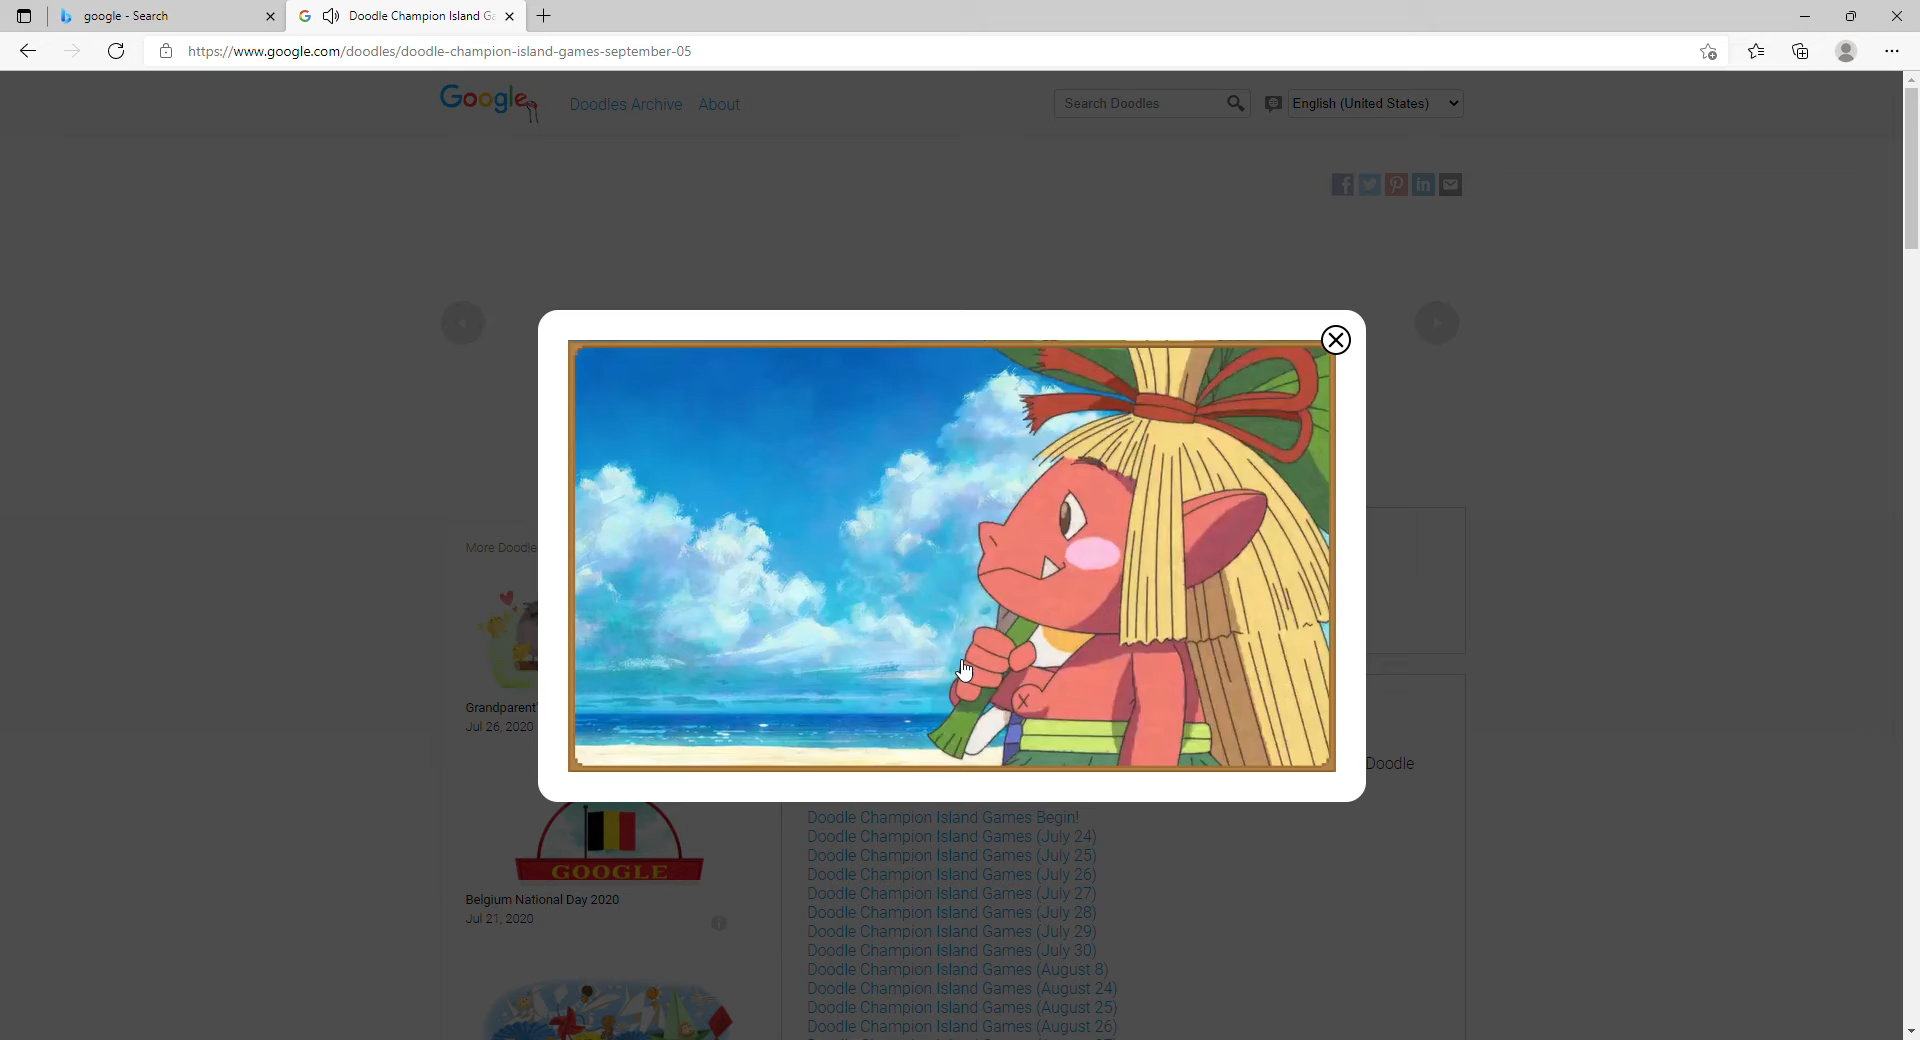 google - Search
Doodle Champion Island Ga
https://www.google.com/doodles/doodle-champion-island-games-september-05
Google
Doodles Archive
About
Search Doodles
English (United States)
More Doodle
Grandparent'
Jul 26, 2020
Doodle
GOOGLE
Belgium National Day 2020
Jul 21, 2020
Doodle Champion Island Games Begin!
Doodle Champion Island Games (July 24)
Doodle Champion Island Games (July 25)
Doodle Champion Island Games (July 26)
Doodle Champion Island Games (July 27)
Doodle Champion Island Games (July 28)
Doodle Champion Island Games (July 29)
Doodle Champion Island Games (July 30)
Doodle Champion Island Games (August 8)
Doodle Champion Island Games (August 24)
Doodle Champion Island Games (August 25)
Doodle Champion Island Games (August 26)